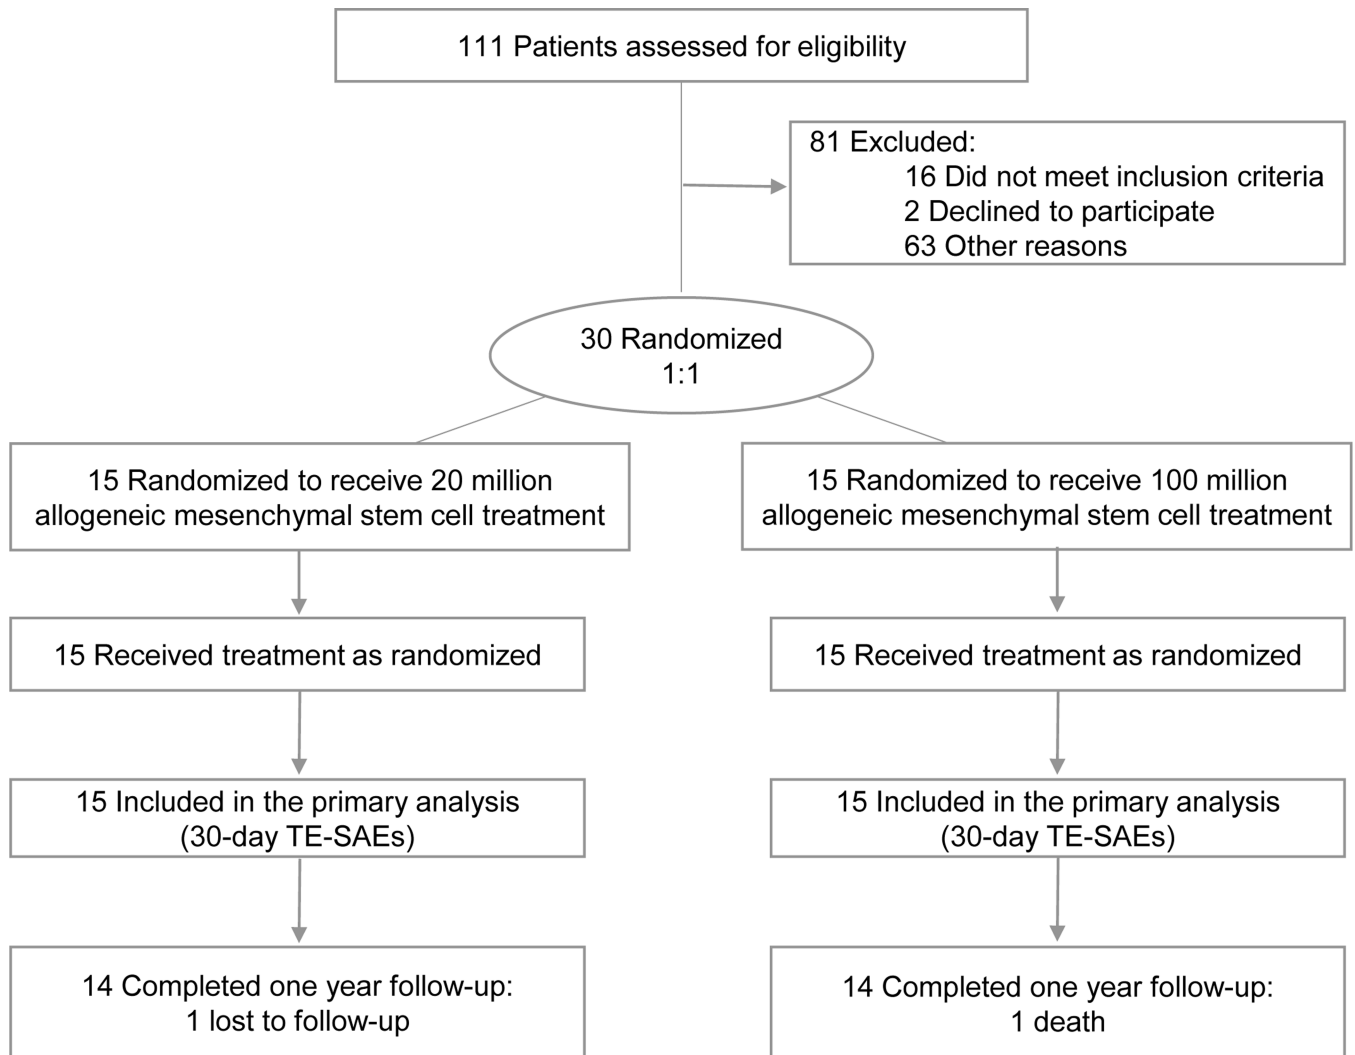 111 Patients assessed for eligibility
81 Excluded:
16 Did not meet inclusion criteria
2 Declined to participate
63 Other reasons
30 Randomized
1:1
15 Randomized to receive 20 million
allogeneic mesenchymal stem cell treatment
15 Randomized to receive 100 million
allogeneic mesenchymal stem cell treatment
15 Received treatment as randomized
15 Received treatment as randomized
15 Included in the primary analysis
(30-day TE-SAEs)
15 Included in the primary analysis
(30-day TE-SAEs)
14 Completed one year follow-up:
1 lost to follow-up
14 Completed one year follow-up:
1 death